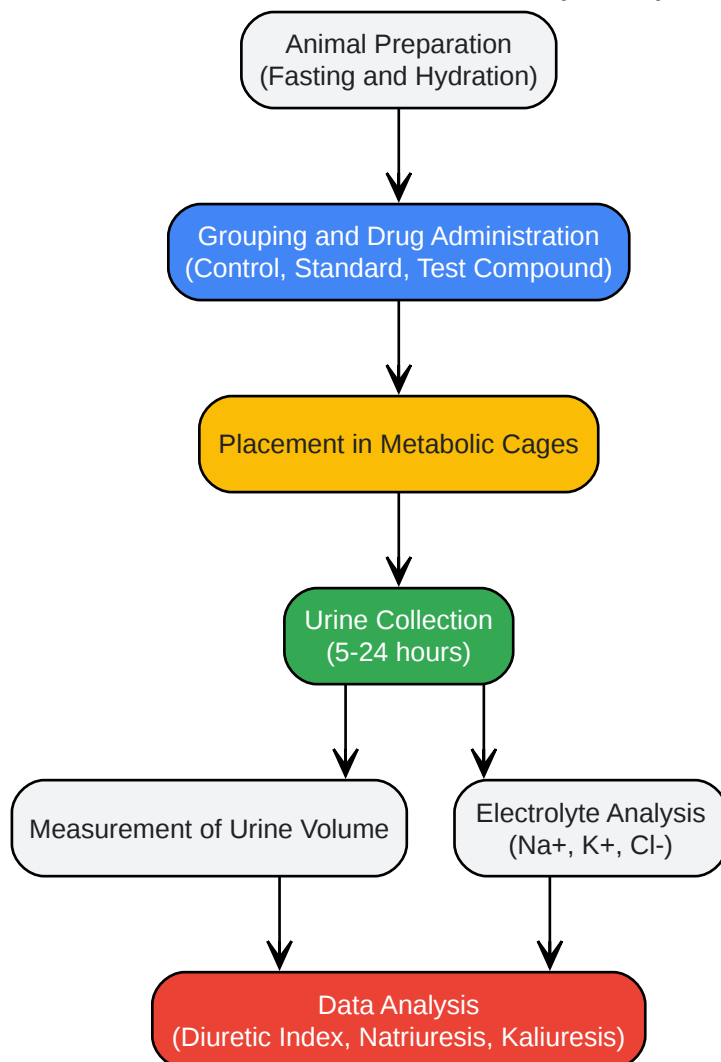 Animal Preparation
(Fasting and Hydration)
Grouping and Drug Administration
(Control, Standard, Test Compound)
Placement in Metabolic Cages
Urine Collection
(5-24 hours)
Measurement of Urine Volume
Electrolyte Analysis
(Na+, K+, Cl-)
Data Analysis
(Diuretic Index, Natriuresis, Kaliuresis)